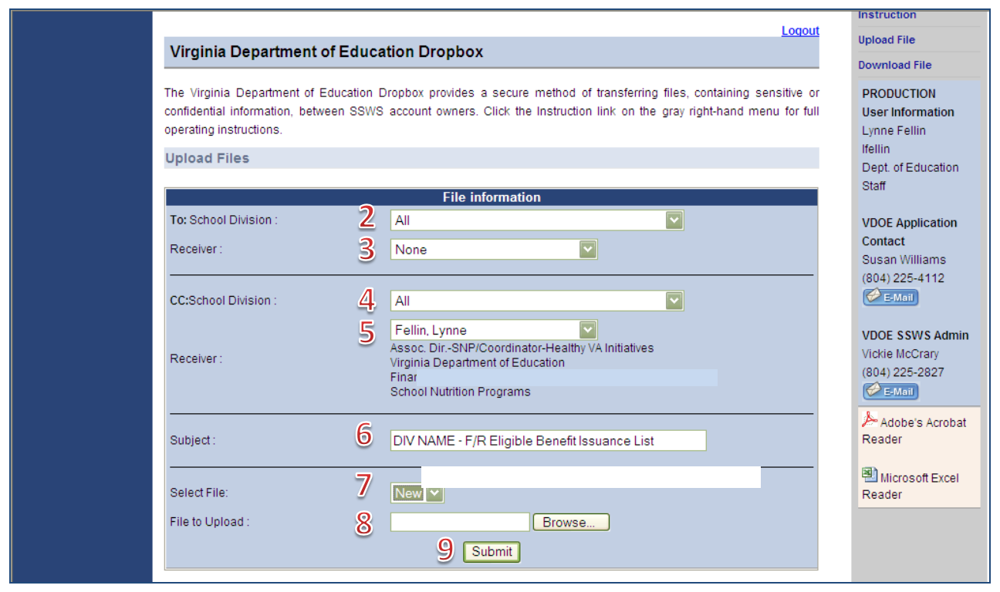 Logout
Virginia Department of Education Dropbox
The Virginia Department of Education Dropbox provides a secure method of transferring files, containing sensitive or
confidential information, between SSWS account owners. Click the Instruction link on the gray right-hand menu for full
operating instructions.
Upload Files
File information
To: School Division :
2
All
Receiver :
3
None
CC:School Division :
4
All
5
Fellin, Lynne
Receiver :
Assoc. Dir.-SNP/Coordinator-Healthy VA Initiatives
Virginia Department of Education
School Nutrition Programs
Subject :
6
DIV NAME - F/R Eligible Benefit Issuance List
Select File:
7
New
File to Upload :
8
Browse...
9
Submit
Instruction
Upload File
Download File
PRODUCTION
User Information
Lynne Fellin
lfellin
Dept. of Education
Staff
VDOE Application
Contact
Susan Williams
(804) 225-4112
E-Mail
VDOE SSWS Admin
Vickie McCrary
(804) 225-2827
E-Mail
Adobe's Acrobat
Reader
Microsoft Excel
Reader